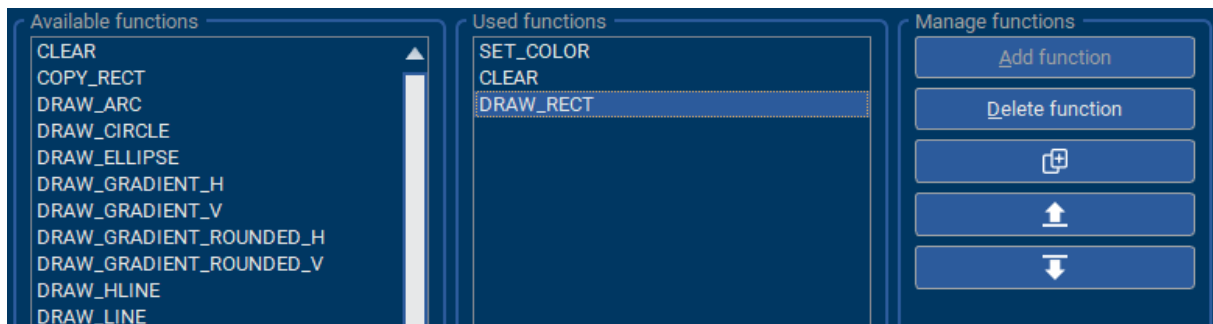 Available functions
CLEAR
COPY_RECT
DRAW_ARC
DRAW_CIRCLE
DRAW_ELLIPSE
DRAW_GRADIENT_H
DRAW_GRADIENT_V
DRAW_GRADIENT_ROUNDED_H
DRAW_GRADIENT_ROUNDED_V
DRAW_HLINE
DRAW_LINE
Used functions
SET_COLOR
CLEAR
DRAW_RECT
Manage functions
Add function
Delete function